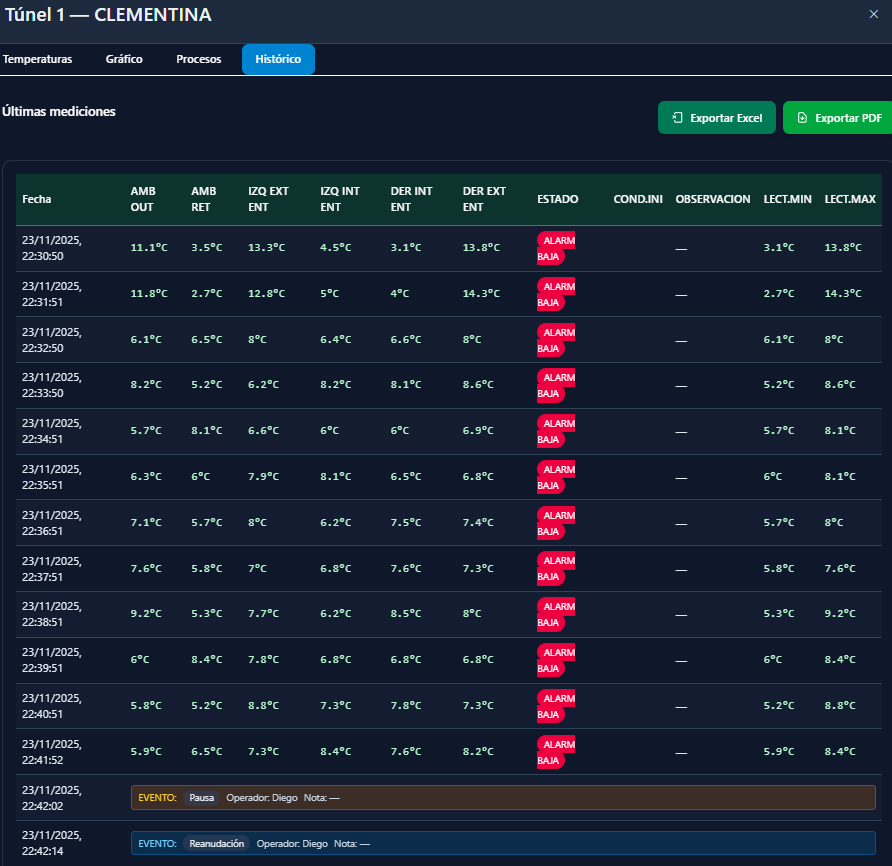 Túnel 1 — CLEMENTINA
Temperaturas Gráfico Procesos Histórico
Últimas mediciones
Exportar Excel Exportar PDF
Fecha AMB OUT AMB RET IZQ EXT ENT IZQ INT ENT DER INT ENT DER EXT ENT ESTADO COND.INI OBSERVACION LECT.MIN LECT.MAX
23/11/2025, 22:30:50 11.1°C 3.5°C 13.3°C 4.5°C 3.1°C 13.8°C ALARM BAJA — 3.1°C 13.8°C
23/11/2025, 22:31:51 11.8°C 2.7°C 12.8°C 5°C 4°C 14.3°C ALARM BAJA — 2.7°C 14.3°C
23/11/2025, 22:32:50 6.1°C 6.5°C 8°C 6.4°C 6.6°C 8°C ALARM BAJA — 6.1°C 8°C
23/11/2025, 22:33:50 8.2°C 5.2°C 6.2°C 8.2°C 8.1°C 8.6°C ALARM BAJA — 5.2°C 8.6°C
23/11/2025, 22:34:51 5.7°C 8.1°C 6.6°C 6°C 6°C 6.9°C ALARM BAJA — 5.7°C 8.1°C
23/11/2025, 22:35:51 6.3°C 6°C 7.9°C 8.1°C 6.5°C 6.8°C ALARM BAJA — 6°C 8.1°C
23/11/2025, 22:36:51 7.1°C 5.7°C 8°C 6.2°C 7.5°C 7.4°C ALARM BAJA — 5.7°C 8°C
23/11/2025, 22:37:51 7.6°C 5.8°C 7°C 6.8°C 7.6°C 7.3°C ALARM BAJA — 5.8°C 7.6°C
23/11/2025, 22:38:51 9.2°C 5.3°C 7.7°C 6.2°C 8.5°C 8°C ALARM BAJA — 5.3°C 9.2°C
23/11/2025, 22:39:51 6°C 8.4°C 7.8°C 6.8°C 6.8°C 6.8°C ALARM BAJA — 6°C 8.4°C
23/11/2025, 22:40:51 5.8°C 5.2°C 8.8°C 7.3°C 7.8°C 7.3°C ALARM BAJA — 5.2°C 8.8°C
23/11/2025, 22:41:52 5.9°C 6.5°C 7.3°C 8.4°C 7.6°C 8.2°C ALARM BAJA — 5.9°C 8.4°C
23/11/2025, 22:42:02 EVENTO: Pausa Operador: Diego Nota: —
23/11/2025, 22:42:14 EVENTO: Reanudación Operador: Diego Nota: —